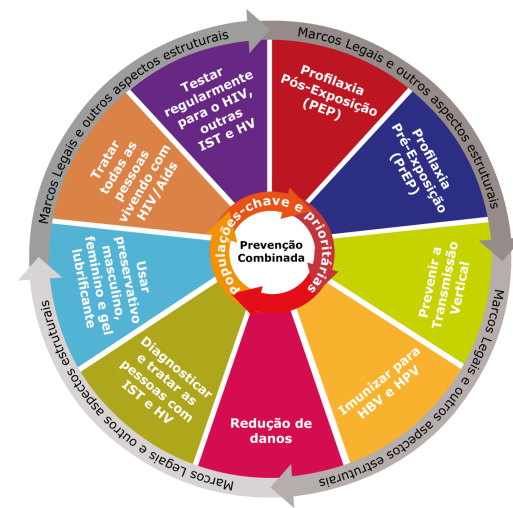 Marcos Legais e outros aspectos estruturais
Marcos Legais e outros aspectos estruturais
Marcos Legais e outros aspectos estruturais
Marcos Legais e outros aspectos estruturais
Testar
regularmente
para o HIV,
outras
IST e HV
Profilaxia
Pós-Exposição
(PEP)
Profilaxia
Pré-Exposição
(PrEP)
Prevenir a
Transmissão
Vertical
Imunizar para
HBV e HPV
Redução de
danos
Diagnosticar
e tratar as
pessoas com
IST e HV
Usar
preservativo
masculino,
feminino e gel
lubrificante
Tratar
todas as
pessoas
vivendo com
HIV/Aids
Populações-chave e prioritárias
Prevenção
Combinada